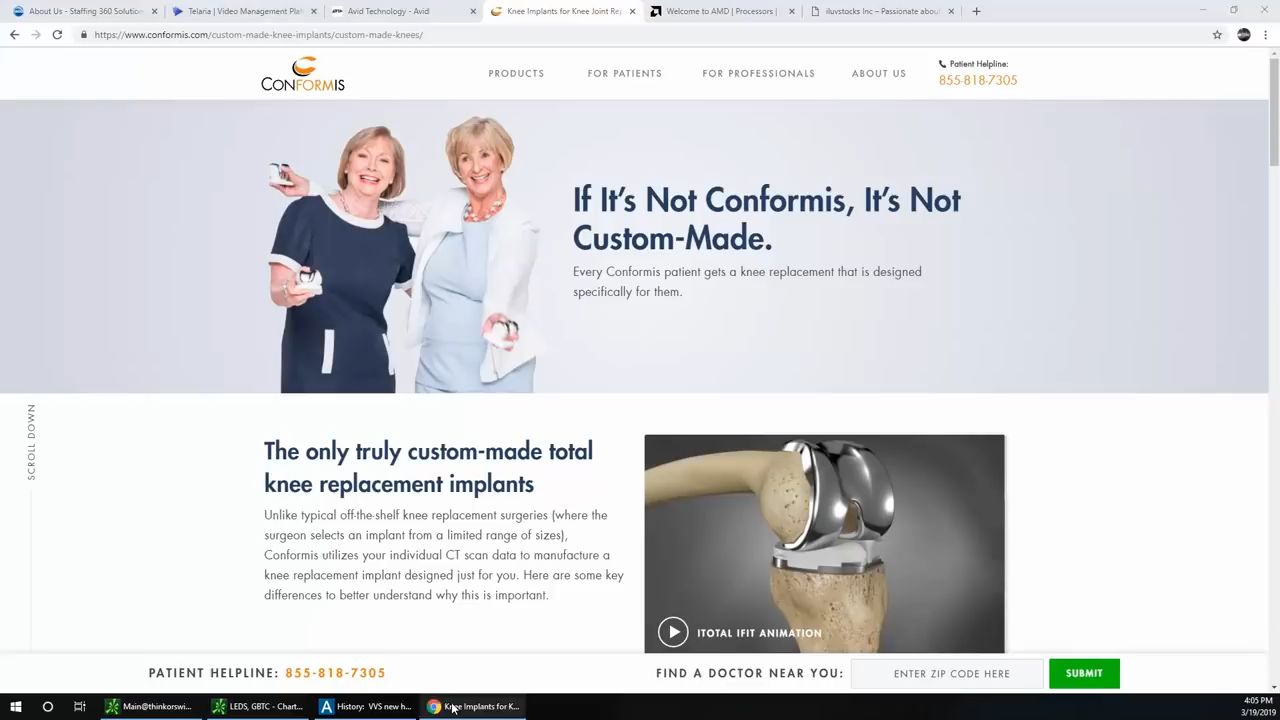 About Us - Staffing 360 Solution
Telaria | Video Management Plat
Avid Technology - Avid
Knee Implants for Knee Joint Rep
Welcome to AMD | Processors |
iluvstocks Inc – Passionate about
https://www.conformis.com/custom-made-knee-implants/custom-made-knees/
CONFORMIS
PRODUCTS
FOR PATIENTS
FOR PROFESSIONALS
ABOUT US
Patient Helpline:
855-818-7305
If It's Not Conformis, It's Not
Custom-Made.
Every Conformis patient gets a knee replacement that is designed
specifically for them.
SCROLL DOWN
The only truly custom-made total
knee replacement implants
Unlike typical off-the-shelf knee replacement surgeries (where the
surgeon selects an implant from a limited range of sizes),
Conformis utilizes your individual CT scan data to manufacture a
knee replacement implant designed just for you. Here are some key
differences to better understand why this is important.
ITOTAL IFIT ANIMATION
PATIENT HELPLINE: 855-818-7305
FIND A DOCTOR NEAR YOU:
ENTER ZIP CODE HERE
SUBMIT
Main@thinkorswi...
LEDS, GBTC - Chart...
History: VVS new h...
Knee Implants for K...
4:05 PM
3/19/2019